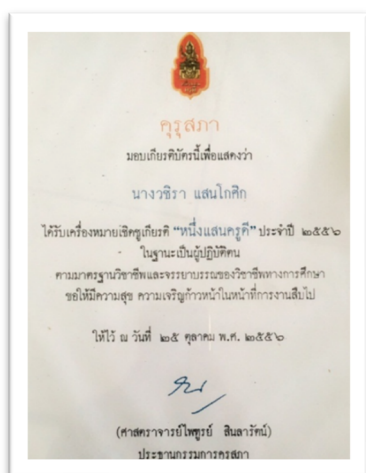 คุรุสภา
มอบเกียรติบัตรนี้เพื่อแสดงว่า
นางวชิรา แสนโกศิก
ได้รับเครื่องหมายเชิดชูเกียรติ “หนึ่งแสนครูดี” ประจำปี ๒๕๕๖
ในฐานะเป็นผู้ปฏิบัติตน
ตามมาตรฐานวิชาชีพและจรรยาบรรณของวิชาชีพทางการศึกษา
ขอให้มีความสุข ความเจริญก้าวหน้าในหน้าที่การงานสืบไป
ให้ไว้ ณ วันที่ ๒๕ ตุลาคม พ.ศ. ๒๕๕๖
(ศาสตราจารย์ไพฑูรย์ สินลารัตน์)
ประธานกรรมการคุรุสภา